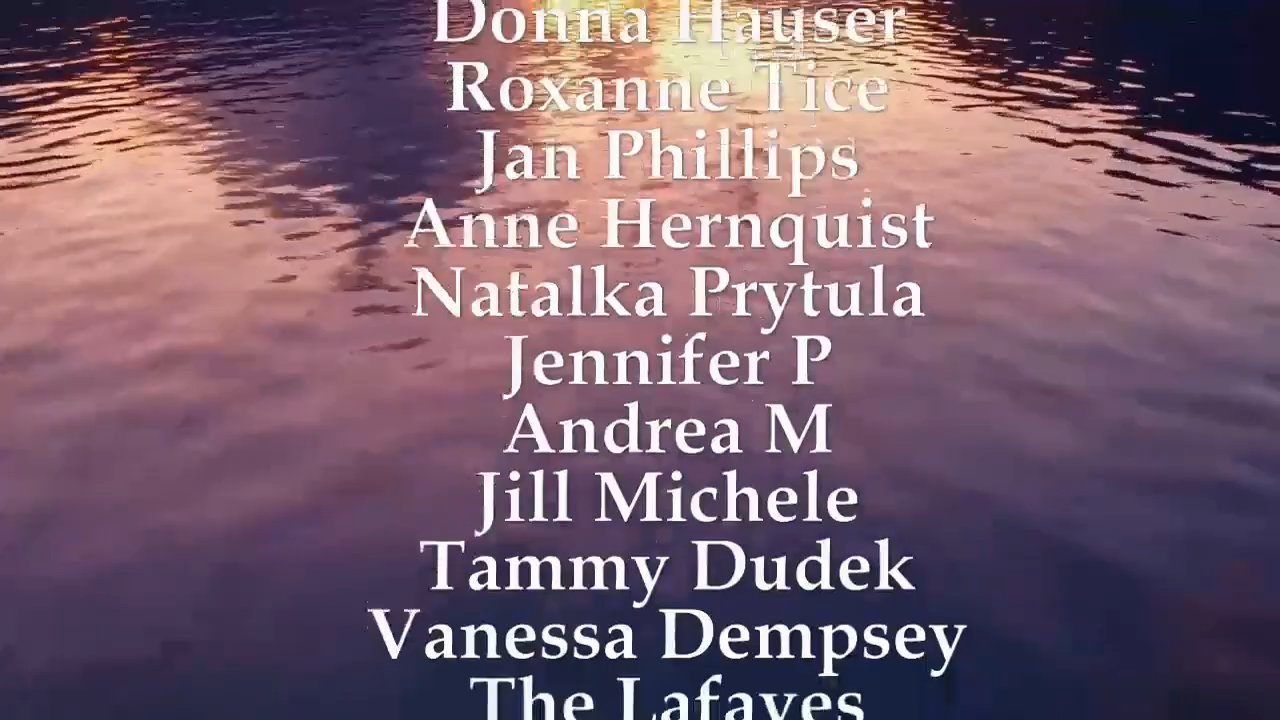 Donna Hauser
Roxanne Tice
Jan Phillips
Anne Hernquist
Natalka Prytula
Jennifer P
Andrea M
Jill Michele
Tammy Dudek
Vanessa Dempsey
The Lafayes